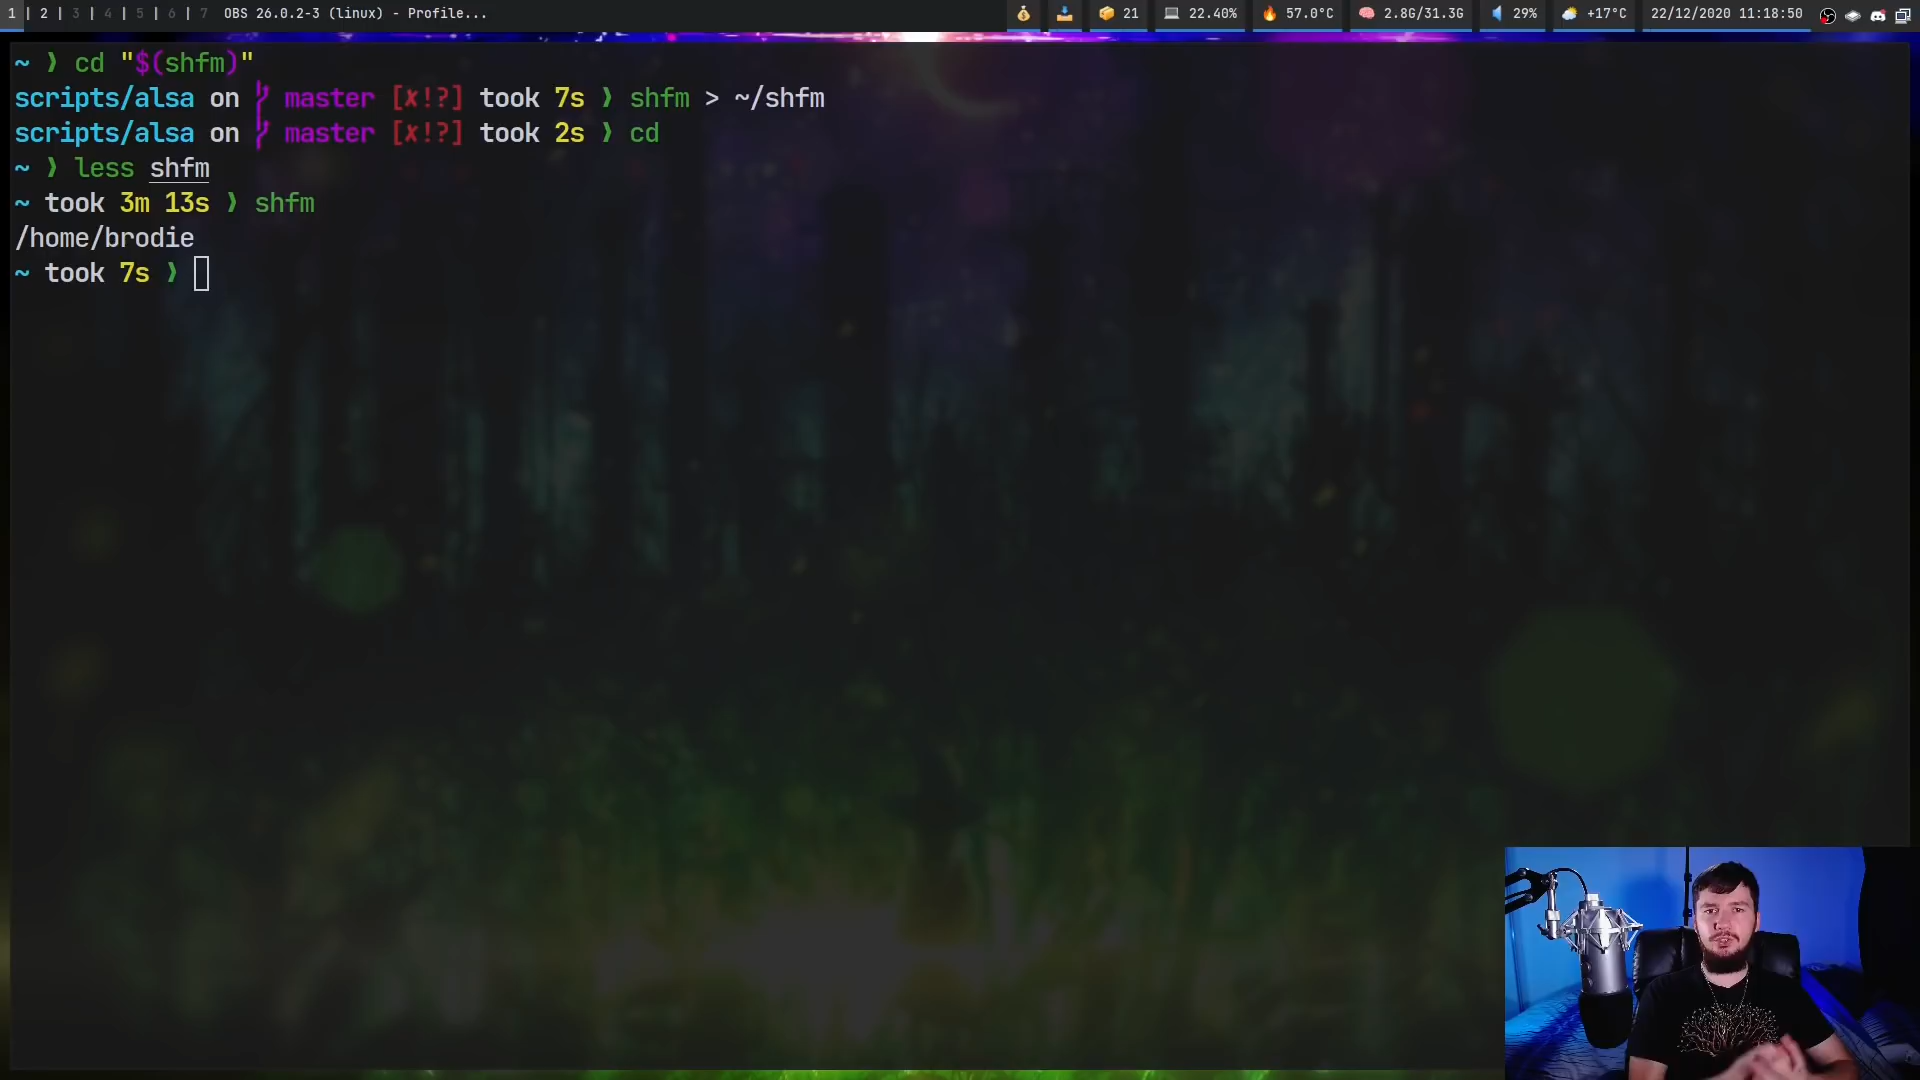 1 | 2 | 3 | 4 | 5 | 6 | 7 OBS 26.0.2-3 (linux) - Profile... 21 22.40% 57.0°C 2.8G/31.3G 29% +17°C 22/12/2020 11:18:50
~ ❯ cd "$(shfm)"
scripts/alsa on master [✘!?] took 7s ❯ shfm > ~/shfm
scripts/alsa on master [✘!?] took 2s ❯ cd
~ ❯ less shfm
~ took 3m 13s ❯ shfm
/home/brodie
~ took 7s ❯